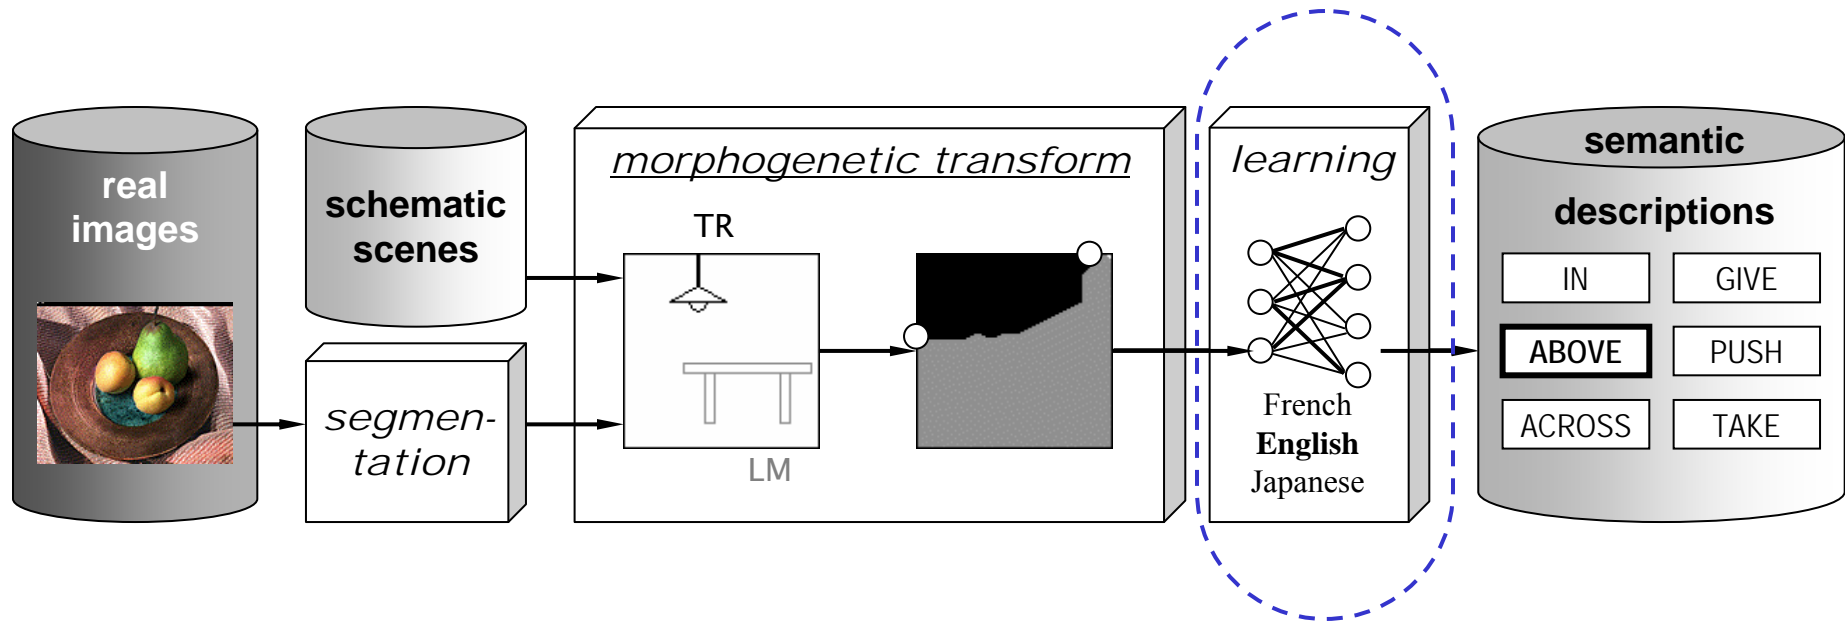 real
images
schematic
scenes
segmen-
tation
morphogenetic transform
TR
LM
learning
French
English
Japanese
semantic
descriptions
IN
GIVE
ABOVE
PUSH
ACROSS
TAKE